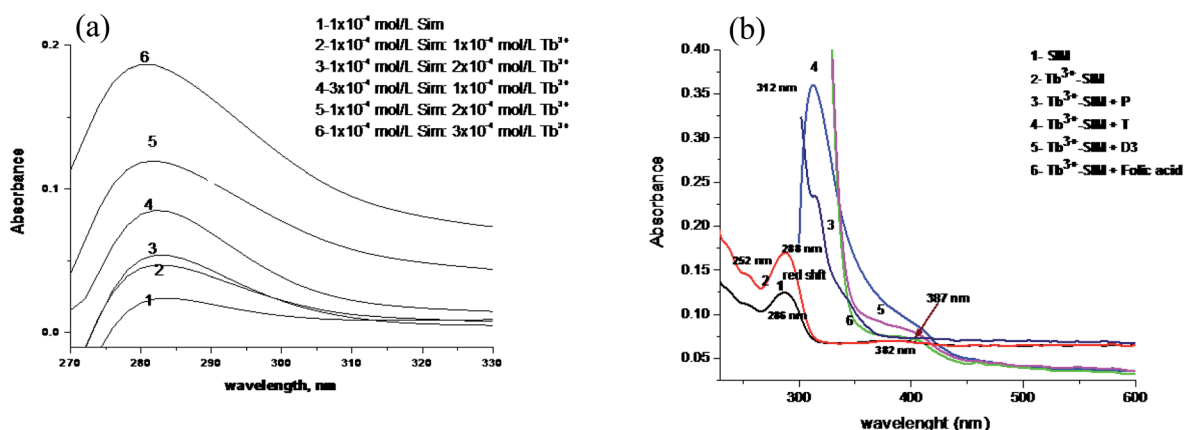 (a)
1-1x10⁻⁴ mol/L Sim
2-1x10⁻⁴ mol/L Sim: 1x10⁻⁴ mol/L Tb³⁺
3-1x10⁻⁴ mol/L Sim: 2x10⁻⁴ mol/L Tb³⁺
4-3x10⁻⁴ mol/L Sim: 1x10⁻⁴ mol/L Tb³⁺
5-1x10⁻⁴ mol/L Sim: 2x10⁻⁴ mol/L Tb³⁺
6-1x10⁻⁴ mol/L Sim: 3x10⁻⁴ mol/L Tb³⁺
0.2
0.1
0.0
Absorbance
6
5
4
3
2
1
270 280 290 300 310 320 330
wavelength, nm
(b)
1- SIM
2- Tb³⁺-SIM
3- Tb³⁺-SIM + P
4- Tb³⁺-SIM + T
5- Tb³⁺-SIM + D3
6- Tb³⁺-SIM + Folic acid
0.40
0.35
0.30
0.25
0.20
0.15
0.10
0.05
Absorbance
4
312 nm
3
288 nm
252 nm
2
red shft
1
286 nm
387 nm
5
6
382 nm
300 400 500 600
wavelenght (nm)